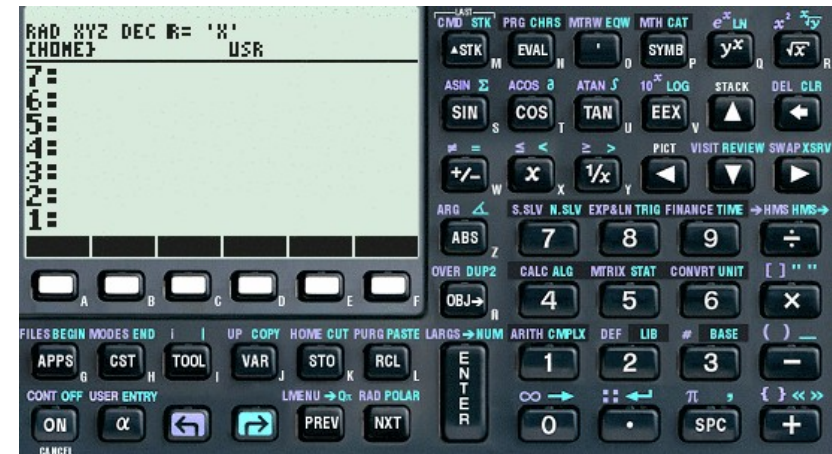 RAD XYZ DEC R= 'X'
{HOME} USR
7:
6:
5:
4:
3:
2:
1:
A B C D E F
LAST
CMD STK PRG CHRS MTRW EQW MTH CAT eˣ LN x² ˣ√y
▲STK M EVAL N ' O SYMB P yˣ Q √x R
ASIN Σ ACOS ∂ ATAN ∫ 10ˣ LOG STACK DEL CLR
SIN S COS T TAN U EEX V ▲ ←
≠ = ≤ < ≥ > PICT VISIT REVIEW SWAP XSRV
+/− W x X 1/x Y ◀ ▼ ▶
ARG ∠ S.SLV N.SLV EXP&LN TRIG FINANCE TIME →HMS HMS→
ABS Z 7 8 9 ÷
OVER DUP2 CALC ALG MTRIX STAT CONVRT UNIT [ ] " "
OBJ→ 4 5 6 ×
FILES BEGIN MODES END i | UP COPY HOME CUT PURG PASTE LARGS →NUM ARITH CMPLX DEF LIB # BASE ( ) _
APPS G CST H TOOL I VAR J STO K RCL L ENTER 1 2 3 −
CONT OFF USER ENTRY LMENU →Qπ RAD POLAR ∞ → :: ↵ π , { } « »
ON α ↰ ↱ PREV NXT 0 . SPC +
CANCEL